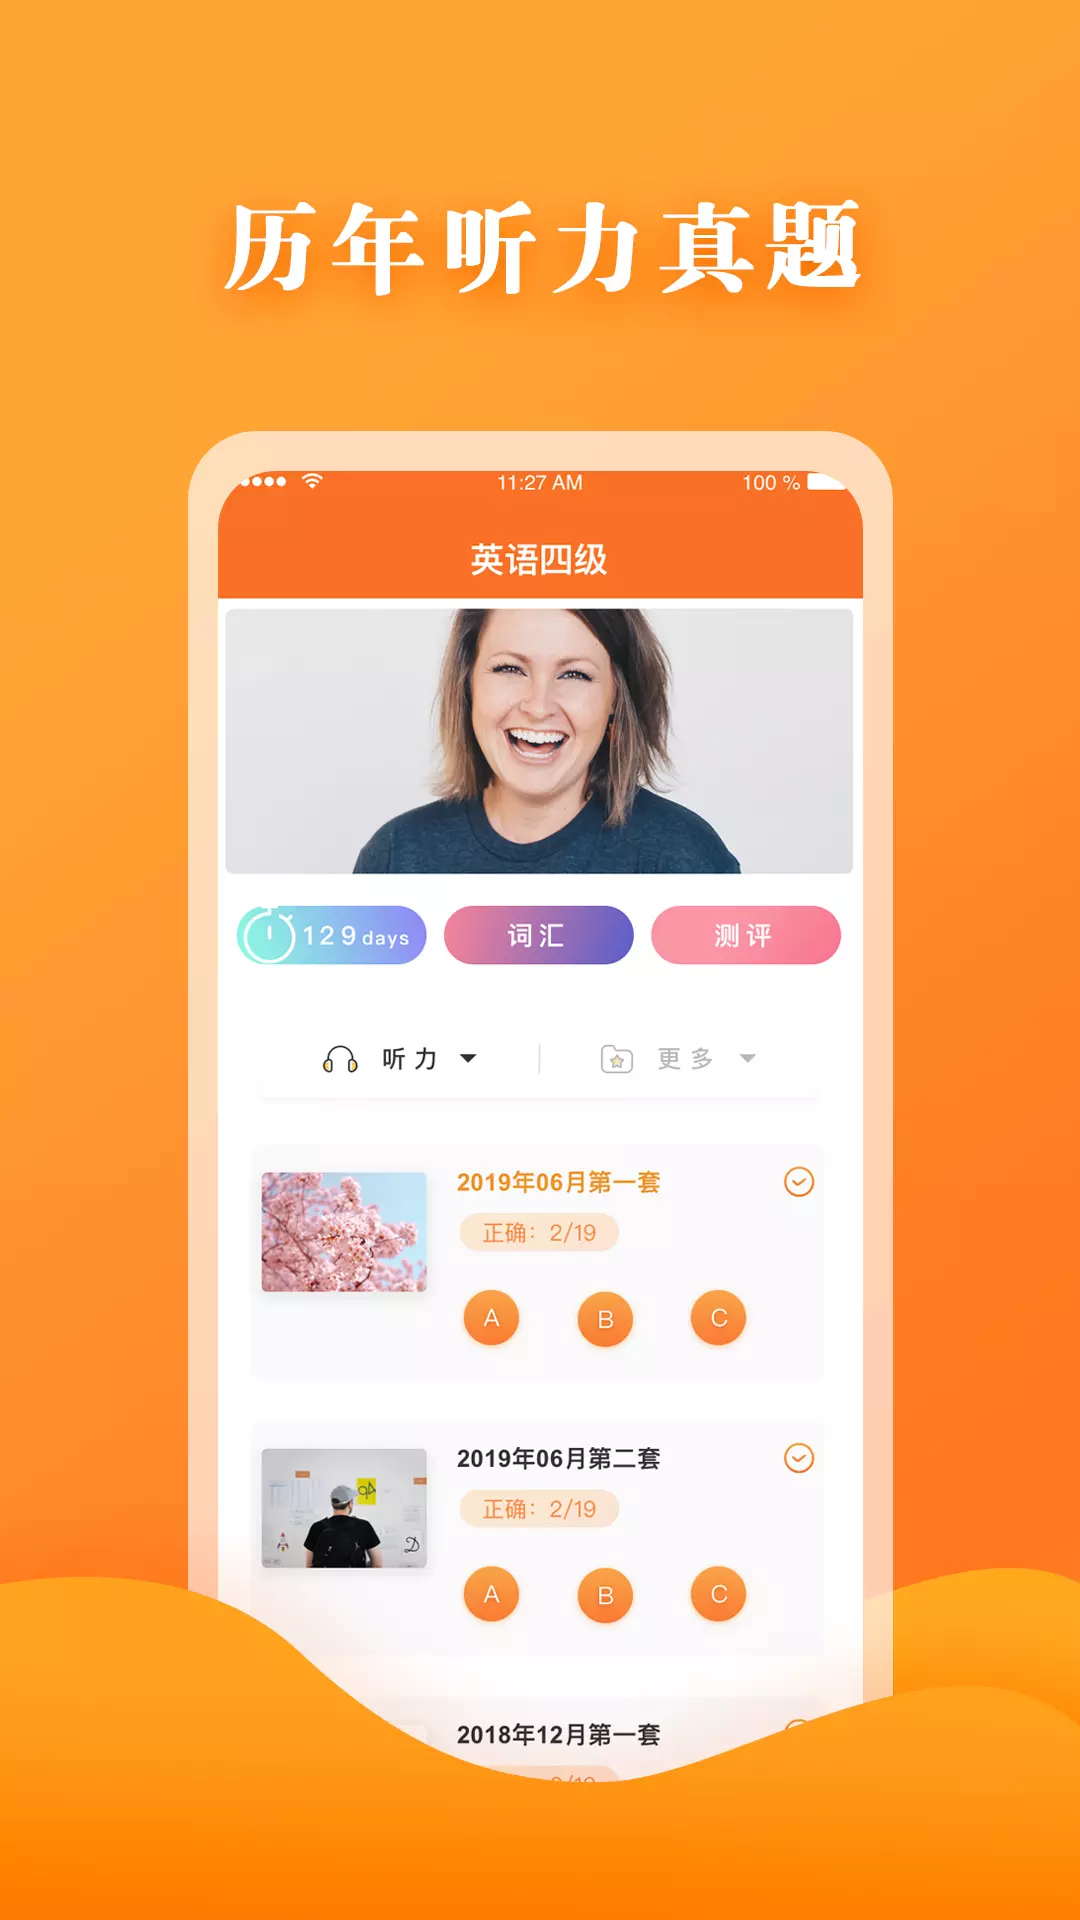 历年听力真题
11:27 AM
100 %
英语四级
129days
词汇
测评
听力
更多
2019年06月第一套
正确：2/19
A
B
C
2019年06月第二套
正确：2/19
A
B
C
2018年12月第一套